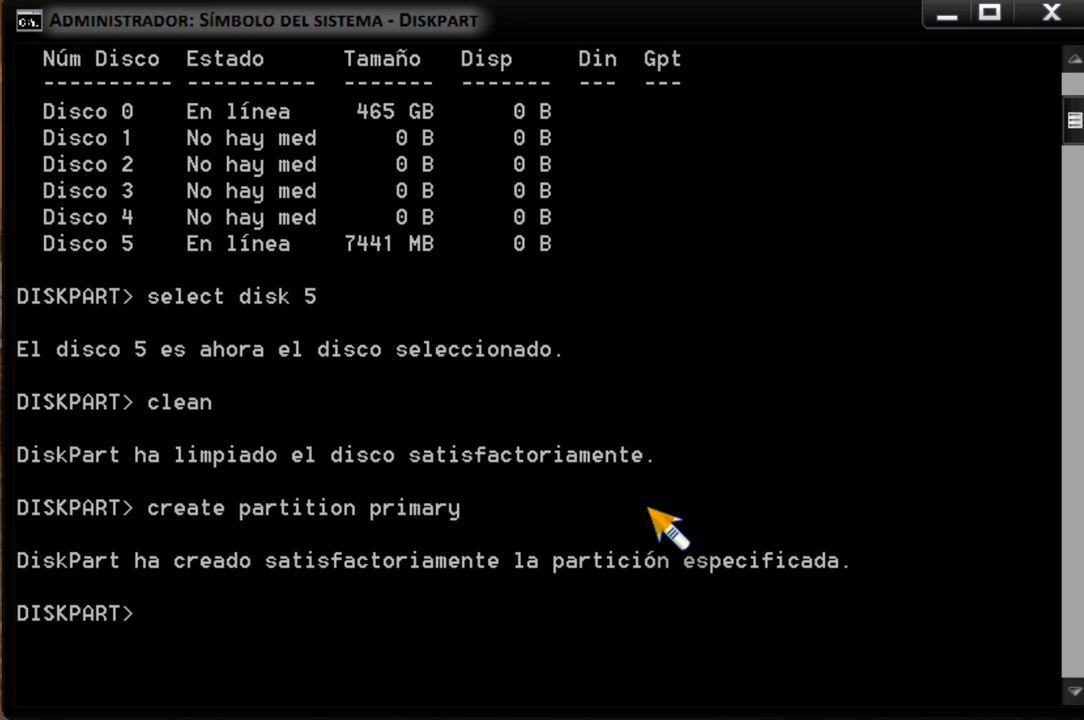 C:\.
Administrador: Símbolo del sistema - Diskpart
Núm Disco  Estado      Tamaño   Disp     Din  Gpt
---------- ---------- ------- ------- --- ---
Disco 0    En línea     465 GB      0 B
Disco 1    No hay med     0 B      0 B
Disco 2    No hay med     0 B      0 B
Disco 3    No hay med     0 B      0 B
Disco 4    No hay med     0 B      0 B
Disco 5    En línea    7441 MB      0 B
DISKPART> select disk 5
El disco 5 es ahora el disco seleccionado.
DISKPART> clean
DiskPart ha limpiado el disco satisfactoriamente.
DISKPART> create partition primary
DiskPart ha creado satisfactoriamente la partición especificada.
DISKPART>